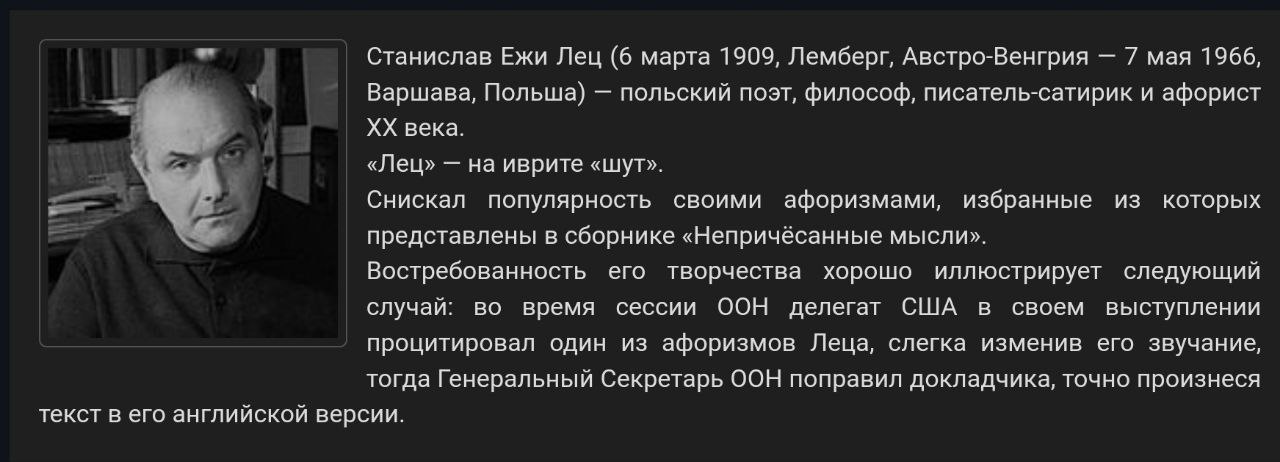 Станислав Ежи Лец (6 марта 1909, Лемберг, Австро-Венгрия — 7 мая 1966,
Варшава, Польша) — польский поэт, философ, писатель-сатирик и афорист
XX века.
«Лец» — на иврите «шут».
Снискал популярность своими афоризмами, избранные из которых
представлены в сборнике «Непричёсанные мысли».
Востребованность его творчества хорошо иллюстрирует следующий
случай: во время сессии ООН делегат США в своем выступлении
процитировал один из афоризмов Леца, слегка изменив его звучание,
тогда Генеральный Секретарь ООН поправил докладчика, точно произнеся
текст в его английской версии.